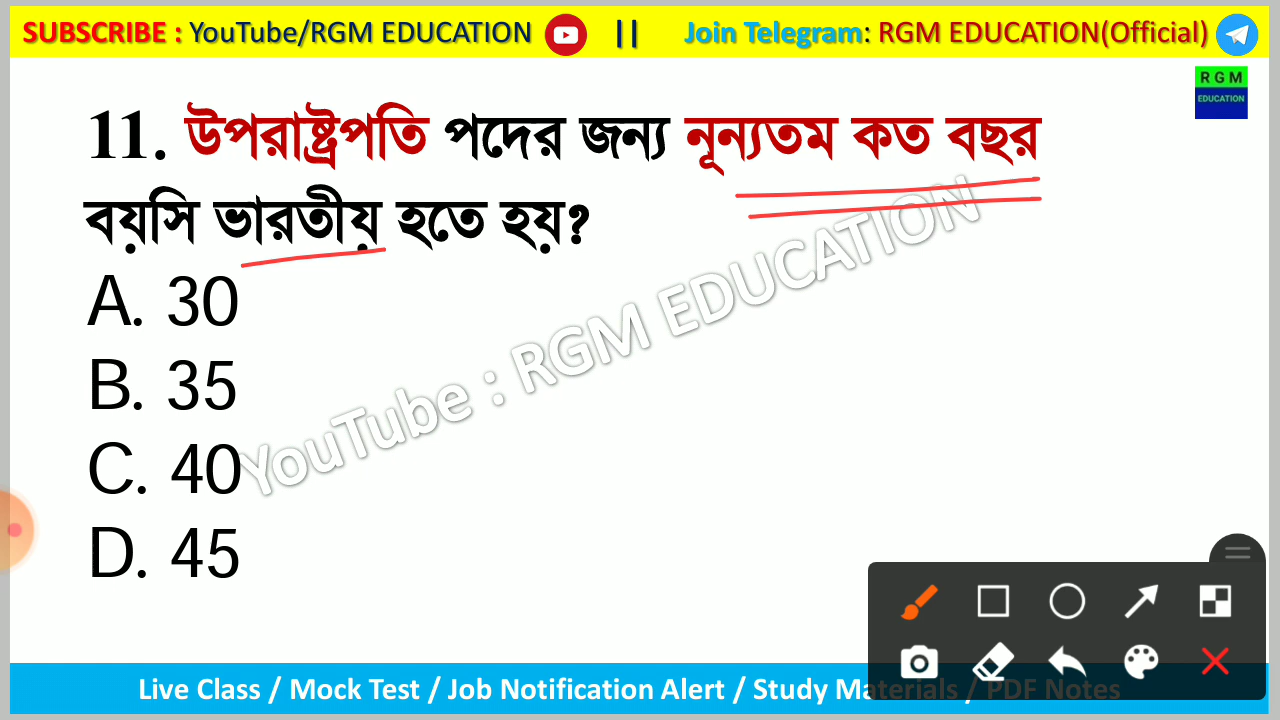 SUBSCRIBE : YouTube/RGM EDUCATION || Join Telegram: RGM EDUCATION(Official)
RGM
EDUCATION
11. উপরাষ্ট্রপতি পদের জন্য নূন্যতম কত বছর
বয়সি ভারতীয় হতে হয়?
A. 30
B. 35
C. 40
D. 45
YouTube : RGM EDUCATION
Live Class / Mock Test / Job Notification Alert / Study Materials / PDF Notes